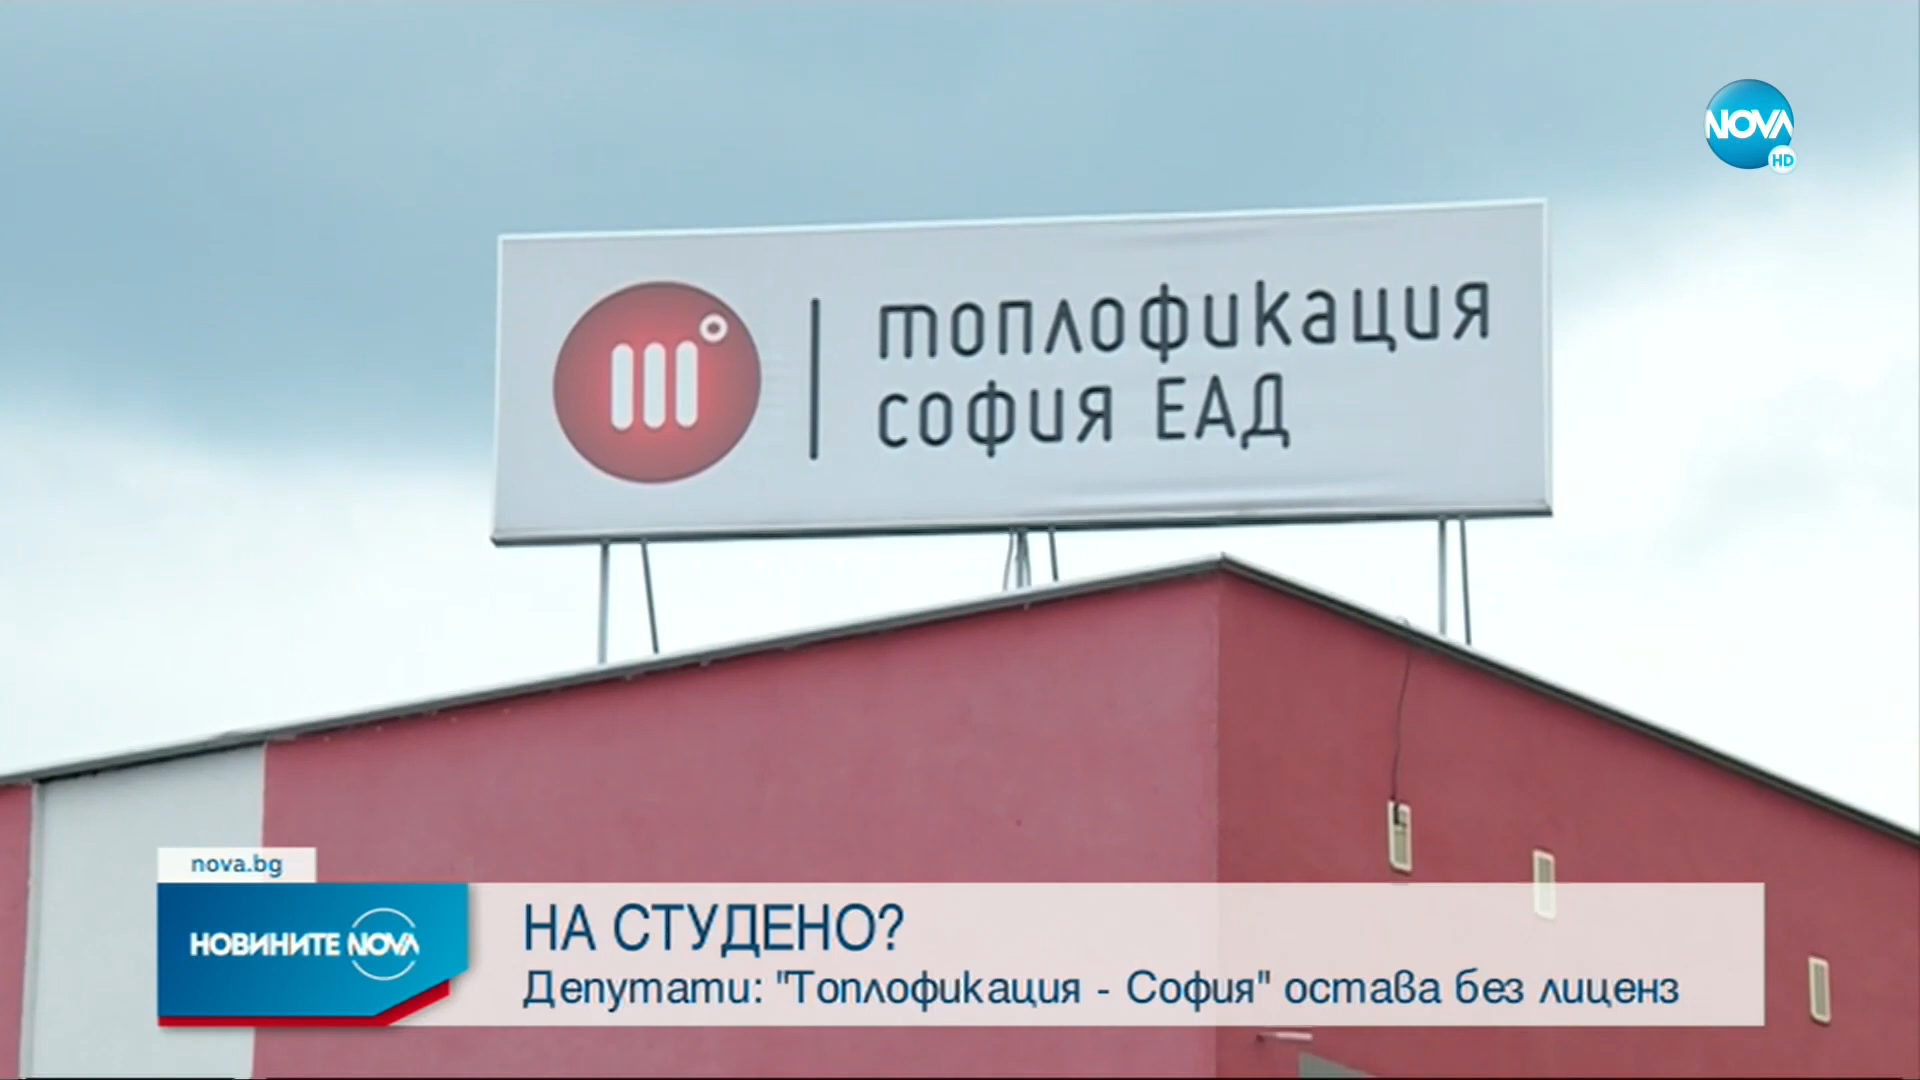 NOVA
HD
топлофикация
софия ЕАД
nova.bg
НОВИНИТЕ NOVA
НА СТУДЕНО?
Депутати: "Топлофикация - София" остава без лиценз